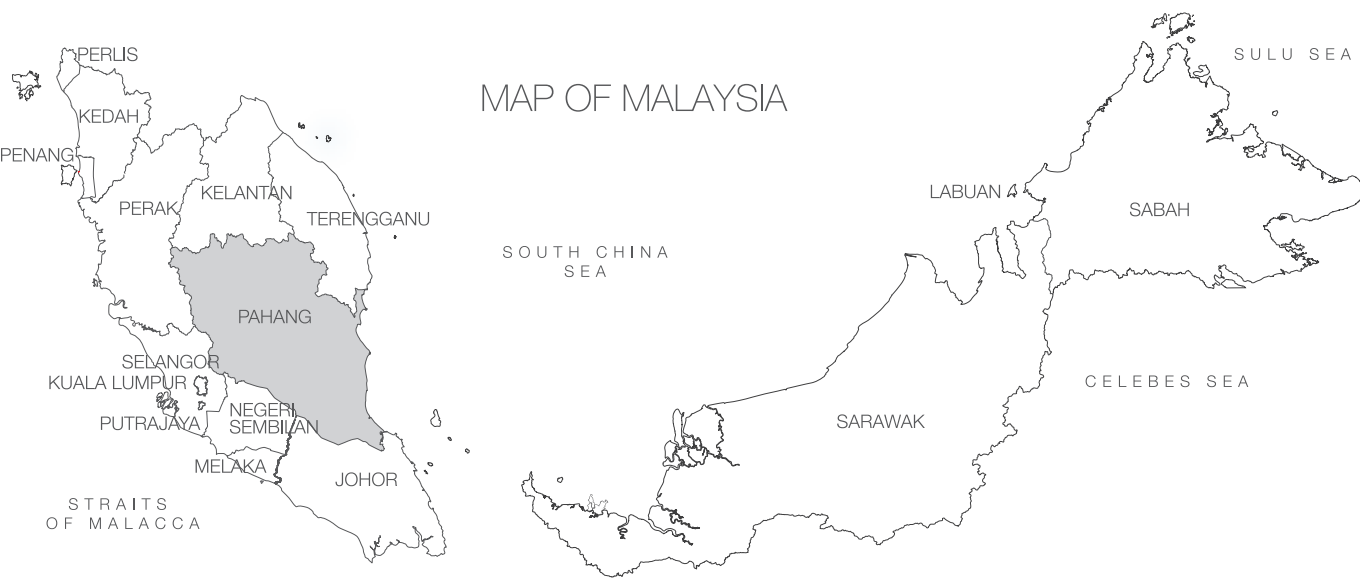 MAP OF MALAYSIA
PERLIS
KEDAH
PENANG
PERAK
KELANTAN
TERENGGANU
PAHANG
SELANGOR
KUALA LUMPUR
PUTRAJAYA
NEGERI
SEMBILAN
MELAKA
JOHOR
STRAITS
OF MALACCA
SOUTH CHINA
SEA
LABUAN
SABAH
SARAWAK
SULU SEA
CELEBES SEA